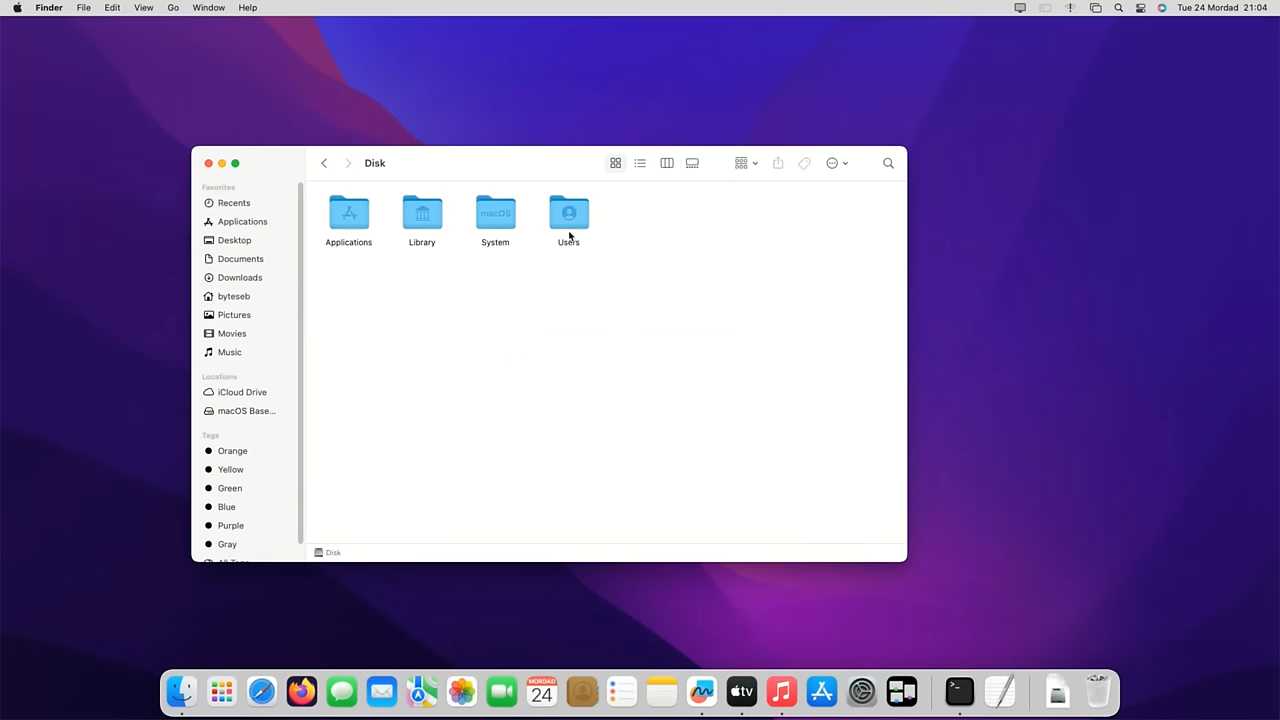 Finder File Edit View Go Window Help Tue 24 Mordad 21:04
Disk
Favorites
Recents
Applications
Desktop
Documents
Downloads
byteseb
Pictures
Movies
Music
Locations
iCloud Drive
macOS Base...
Tags
Orange
Yellow
Green
Blue
Purple
Gray
macOS
Applications Library System Users
Disk
MORDAD
24
tv